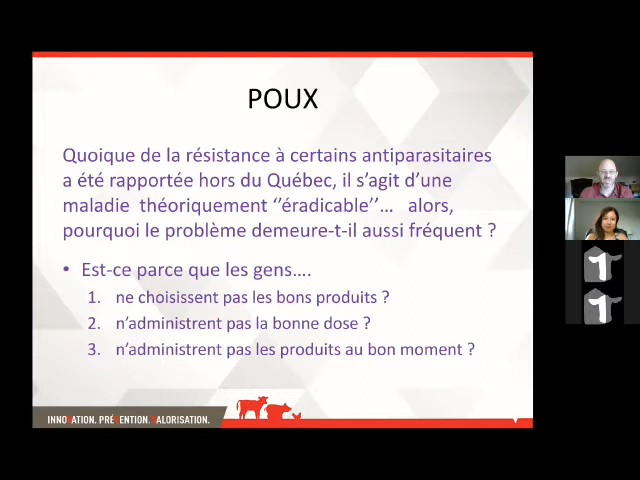 POUX
Quoique de la résistance à certains antiparasitaires
a été rapportée hors du Québec, il s’agit d’une
maladie théoriquement ‘’éradicable’’… alors,
pourquoi le problème demeure-t-il aussi fréquent ?
• Est-ce parce que les gens….
1. ne choisissent pas les bons produits ?
2. n’administrent pas la bonne dose ?
3. n’administrent pas les produits au bon moment ?
INNOVATION. PRÉVENTION. VALORISATION.
1
1